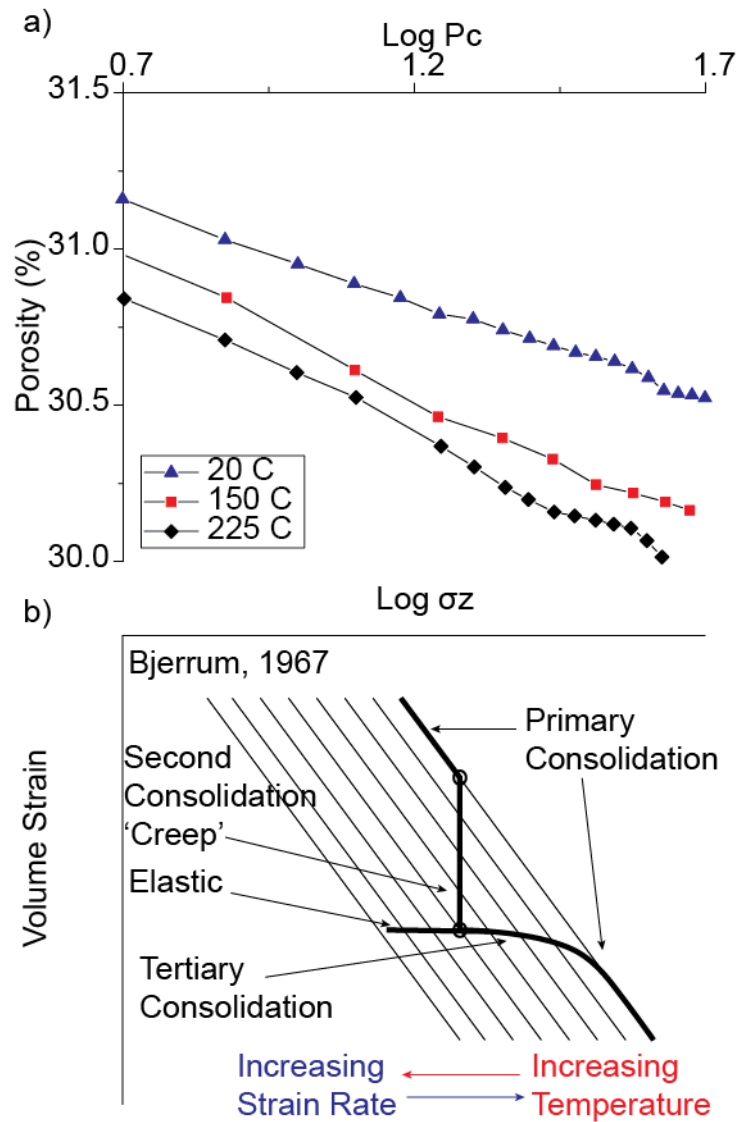 a)
Log Pc
0.7 1.2 1.7
31.5
31.0
30.5
30.0
Porosity (%)
20 C
150 C
225 C
b)
Log σz
Bjerrum, 1967
Volume Strain
Primary
Consolidation
Second
Consolidation
‘Creep’
Elastic
Tertiary
Consolidation
Increasing
Strain Rate
Increasing
Temperature